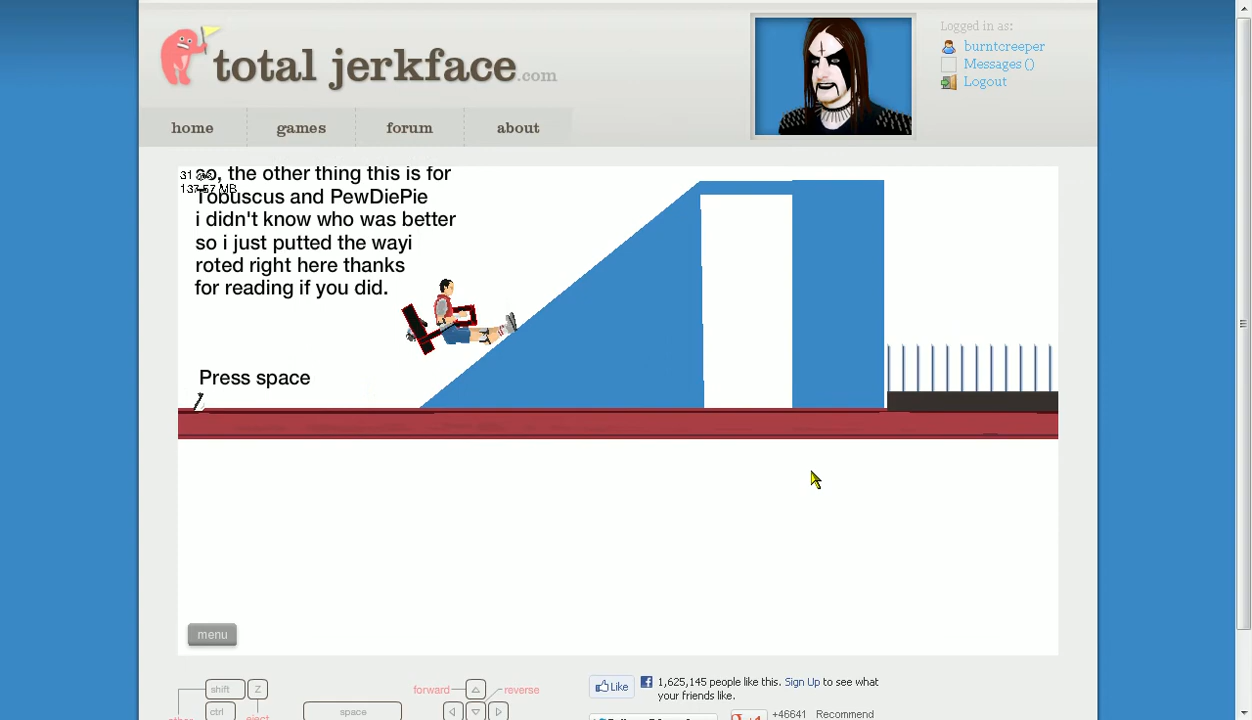 total jerkface.com
Logged in as:
burntcreeper
Messages ()
Logout
home
games
forum
about
so, the other thing this is for
Tobuscus and PewDiePie
i didn't know who was better
so i just putted the wayi
roted right here thanks
for reading if you did.
Press space
menu
shift
Z
ctrl
eject
space
forward
reverse
Like
1,625,145 people like this. Sign Up to see what
your friends like.
+46641
Recommend